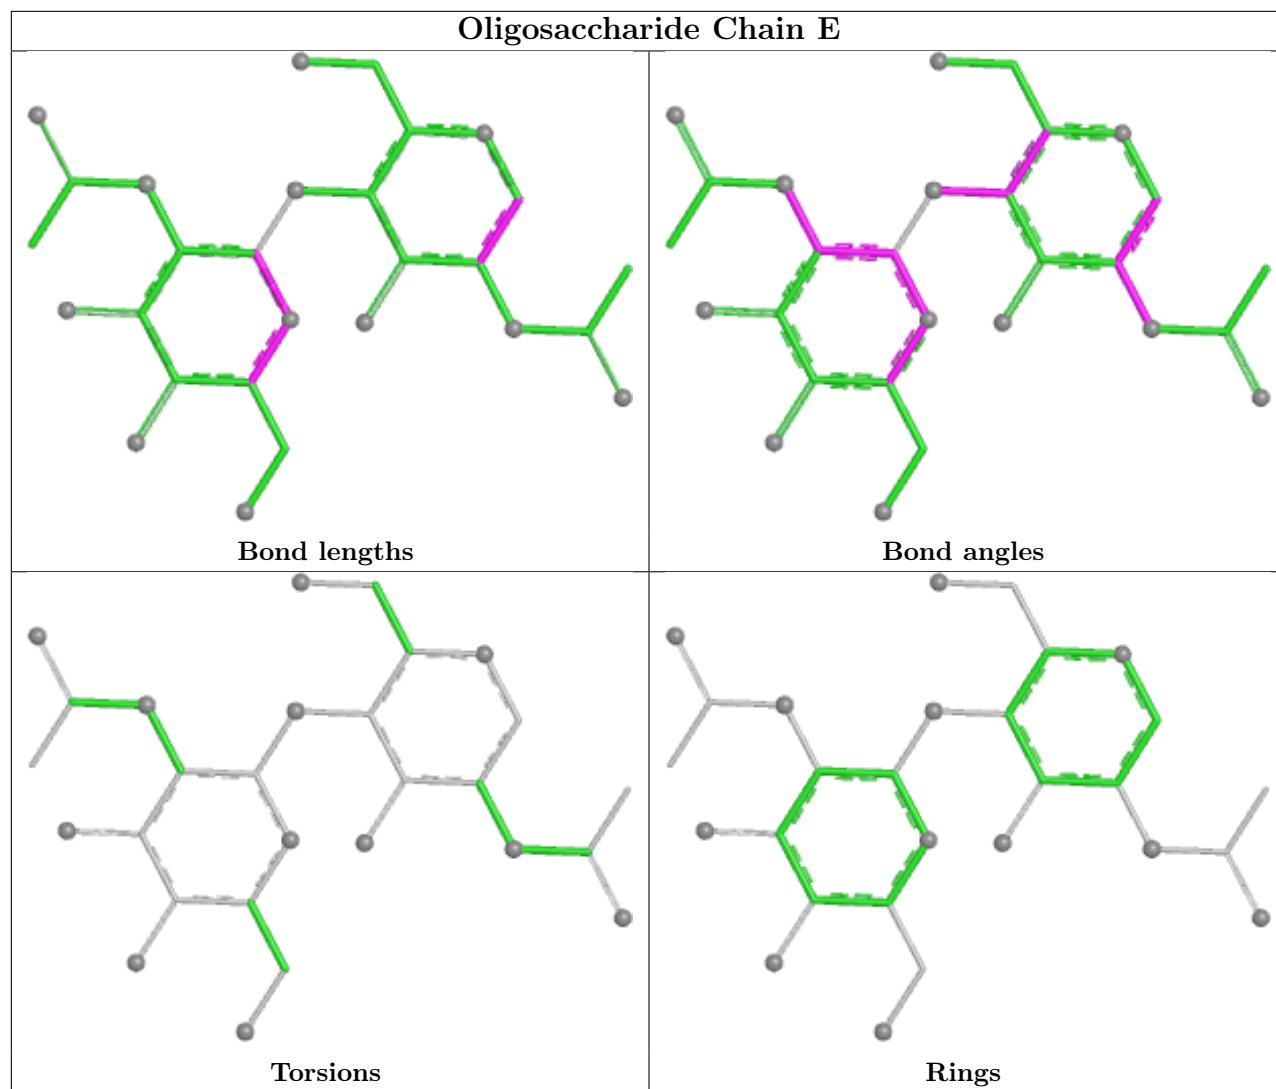 Oligosaccharide Chain E
Bond lengths
Bond angles
Torsions
Rings